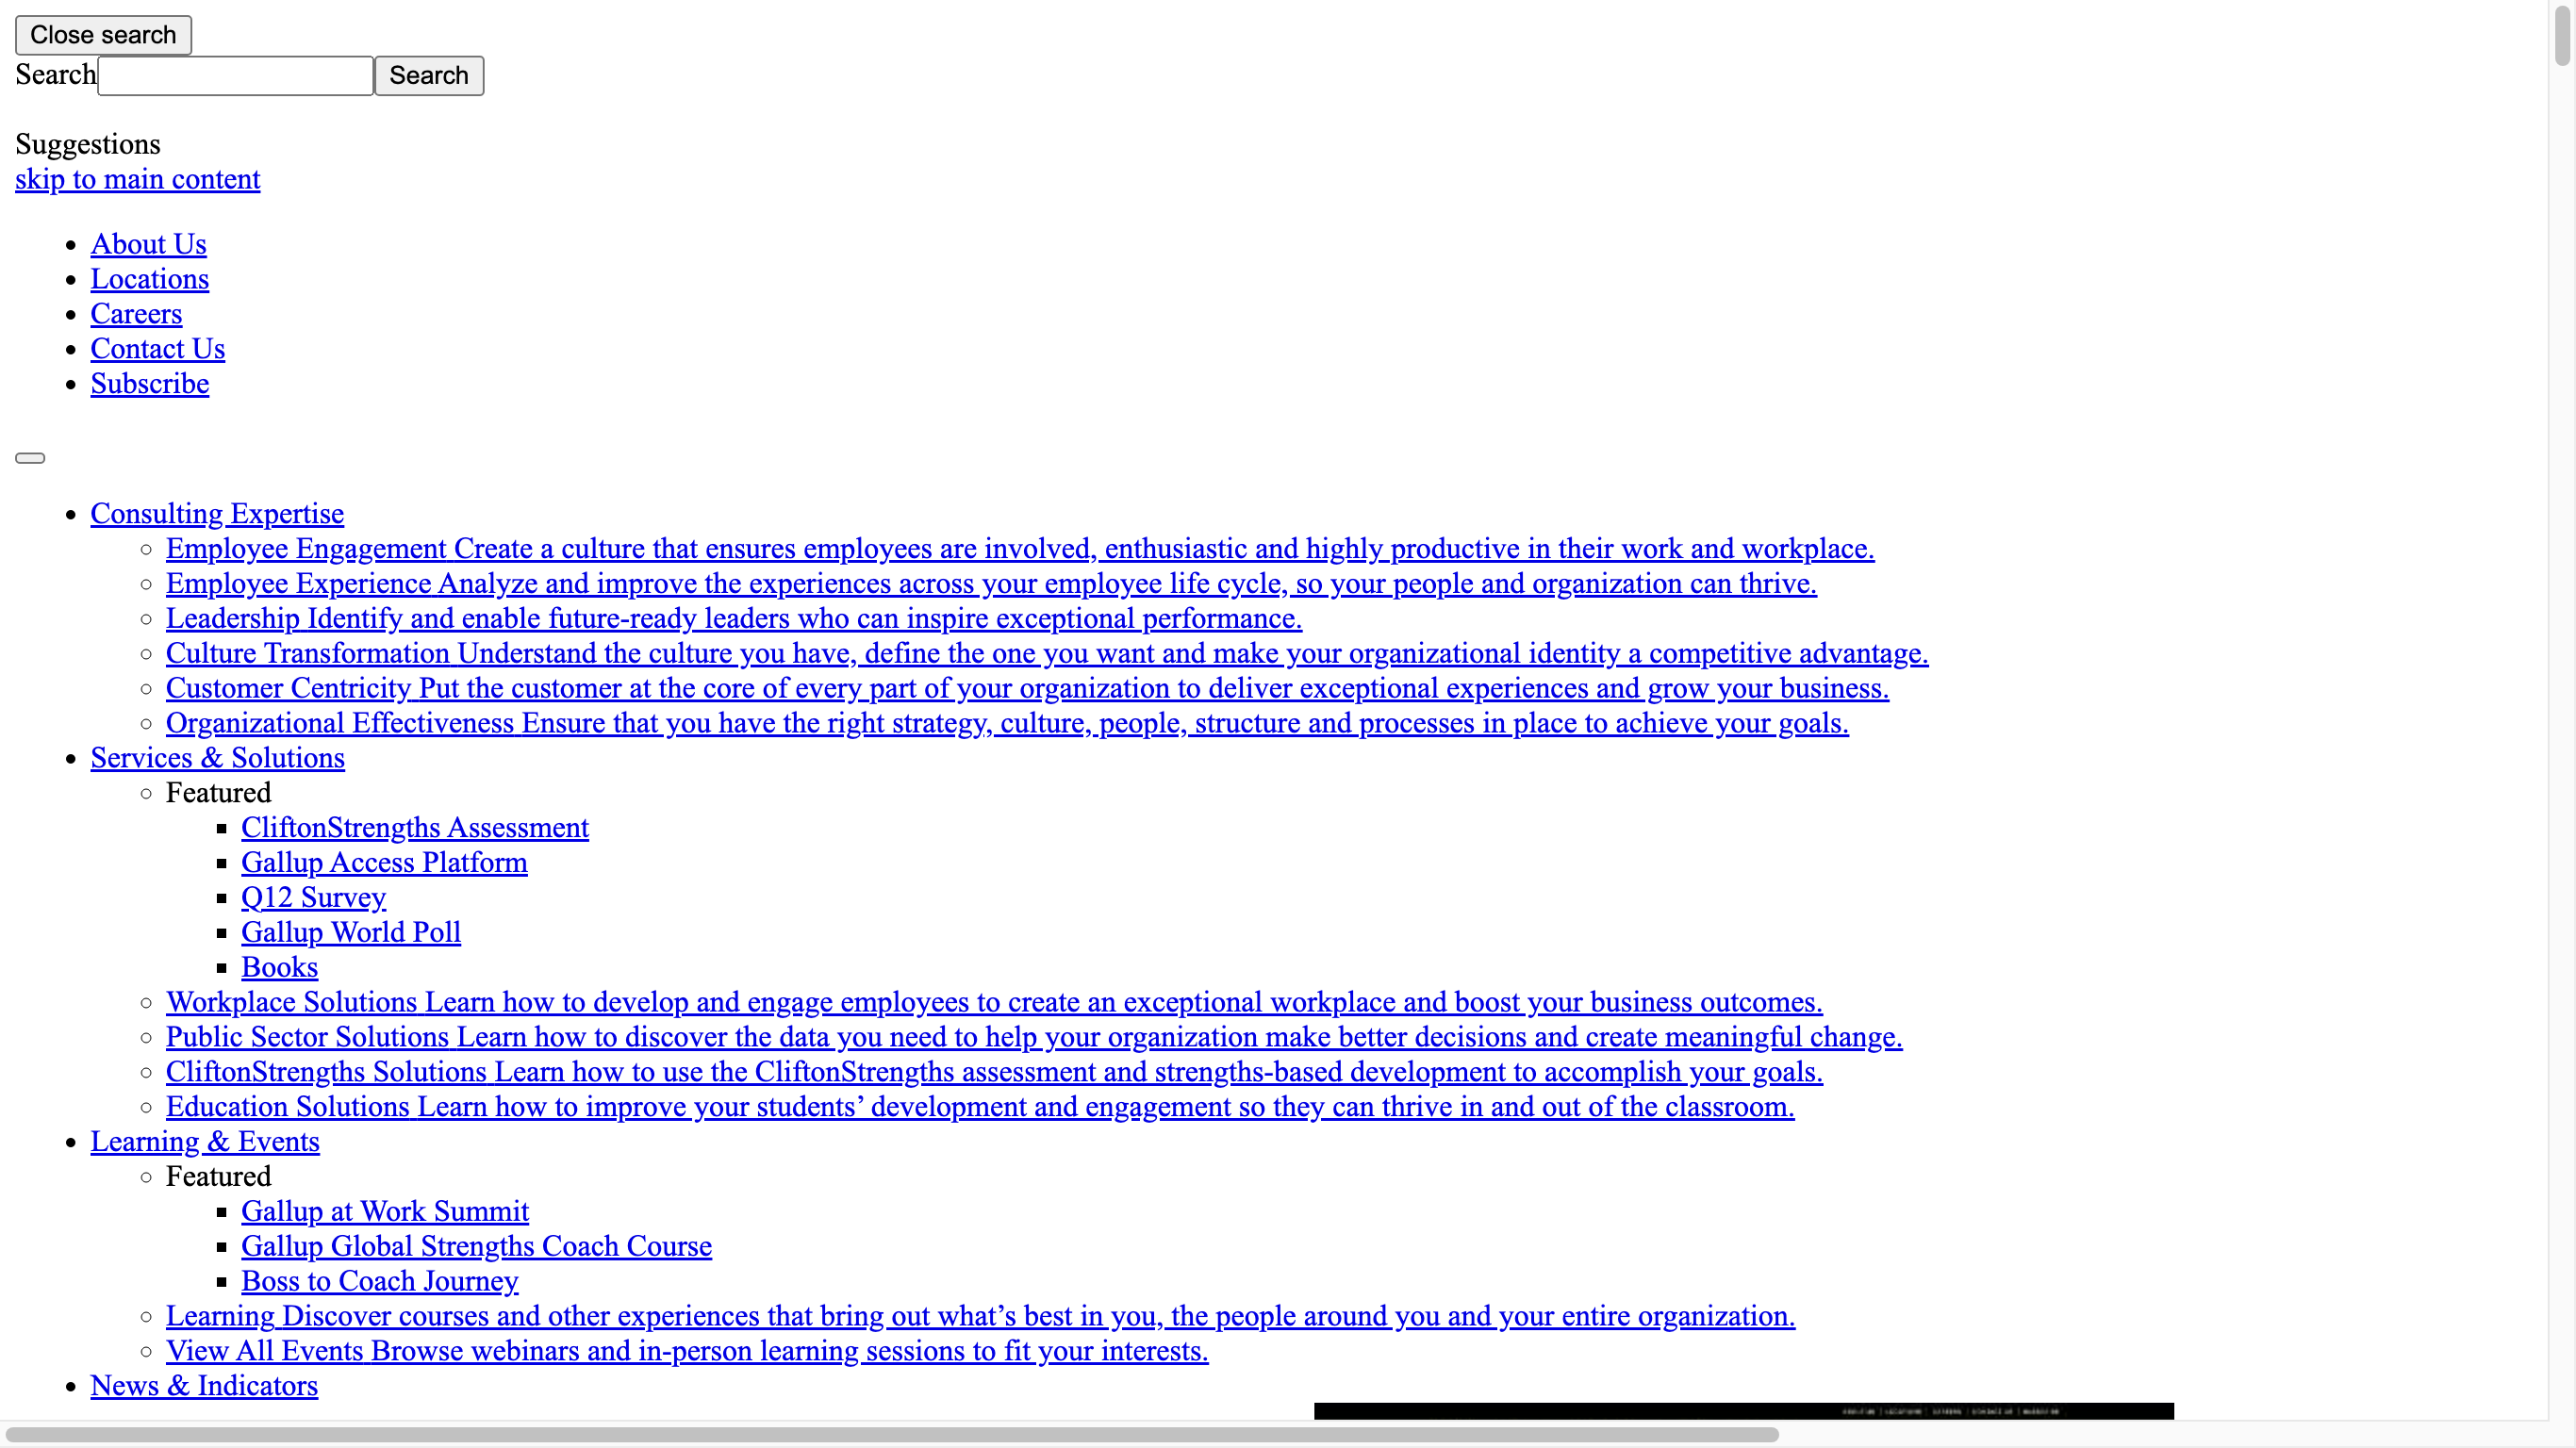 Close search
Search Search
Suggestions
skip to main content
About Us
Locations
Careers
Contact Us
Subscribe
Consulting Expertise
Employee Engagement Create a culture that ensures employees are involved, enthusiastic and highly productive in their work and workplace.
Employee Experience Analyze and improve the experiences across your employee life cycle, so your people and organization can thrive.
Leadership Identify and enable future-ready leaders who can inspire exceptional performance.
Culture Transformation Understand the culture you have, define the one you want and make your organizational identity a competitive advantage.
Customer Centricity Put the customer at the core of every part of your organization to deliver exceptional experiences and grow your business.
Organizational Effectiveness Ensure that you have the right strategy, culture, people, structure and processes in place to achieve your goals.
Services & Solutions
Featured
CliftonStrengths Assessment
Gallup Access Platform
Q12 Survey
Gallup World Poll
Books
Workplace Solutions Learn how to develop and engage employees to create an exceptional workplace and boost your business outcomes.
Public Sector Solutions Learn how to discover the data you need to help your organization make better decisions and create meaningful change.
CliftonStrengths Solutions Learn how to use the CliftonStrengths assessment and strengths-based development to accomplish your goals.
Education Solutions Learn how to improve your students’ development and engagement so they can thrive in and out of the classroom.
Learning & Events
Featured
Gallup at Work Summit
Gallup Global Strengths Coach Course
Boss to Coach Journey
Learning Discover courses and other experiences that bring out what’s best in you, the people around you and your entire organization.
View All Events Browse webinars and in-person learning sessions to fit your interests.
News & Indicators